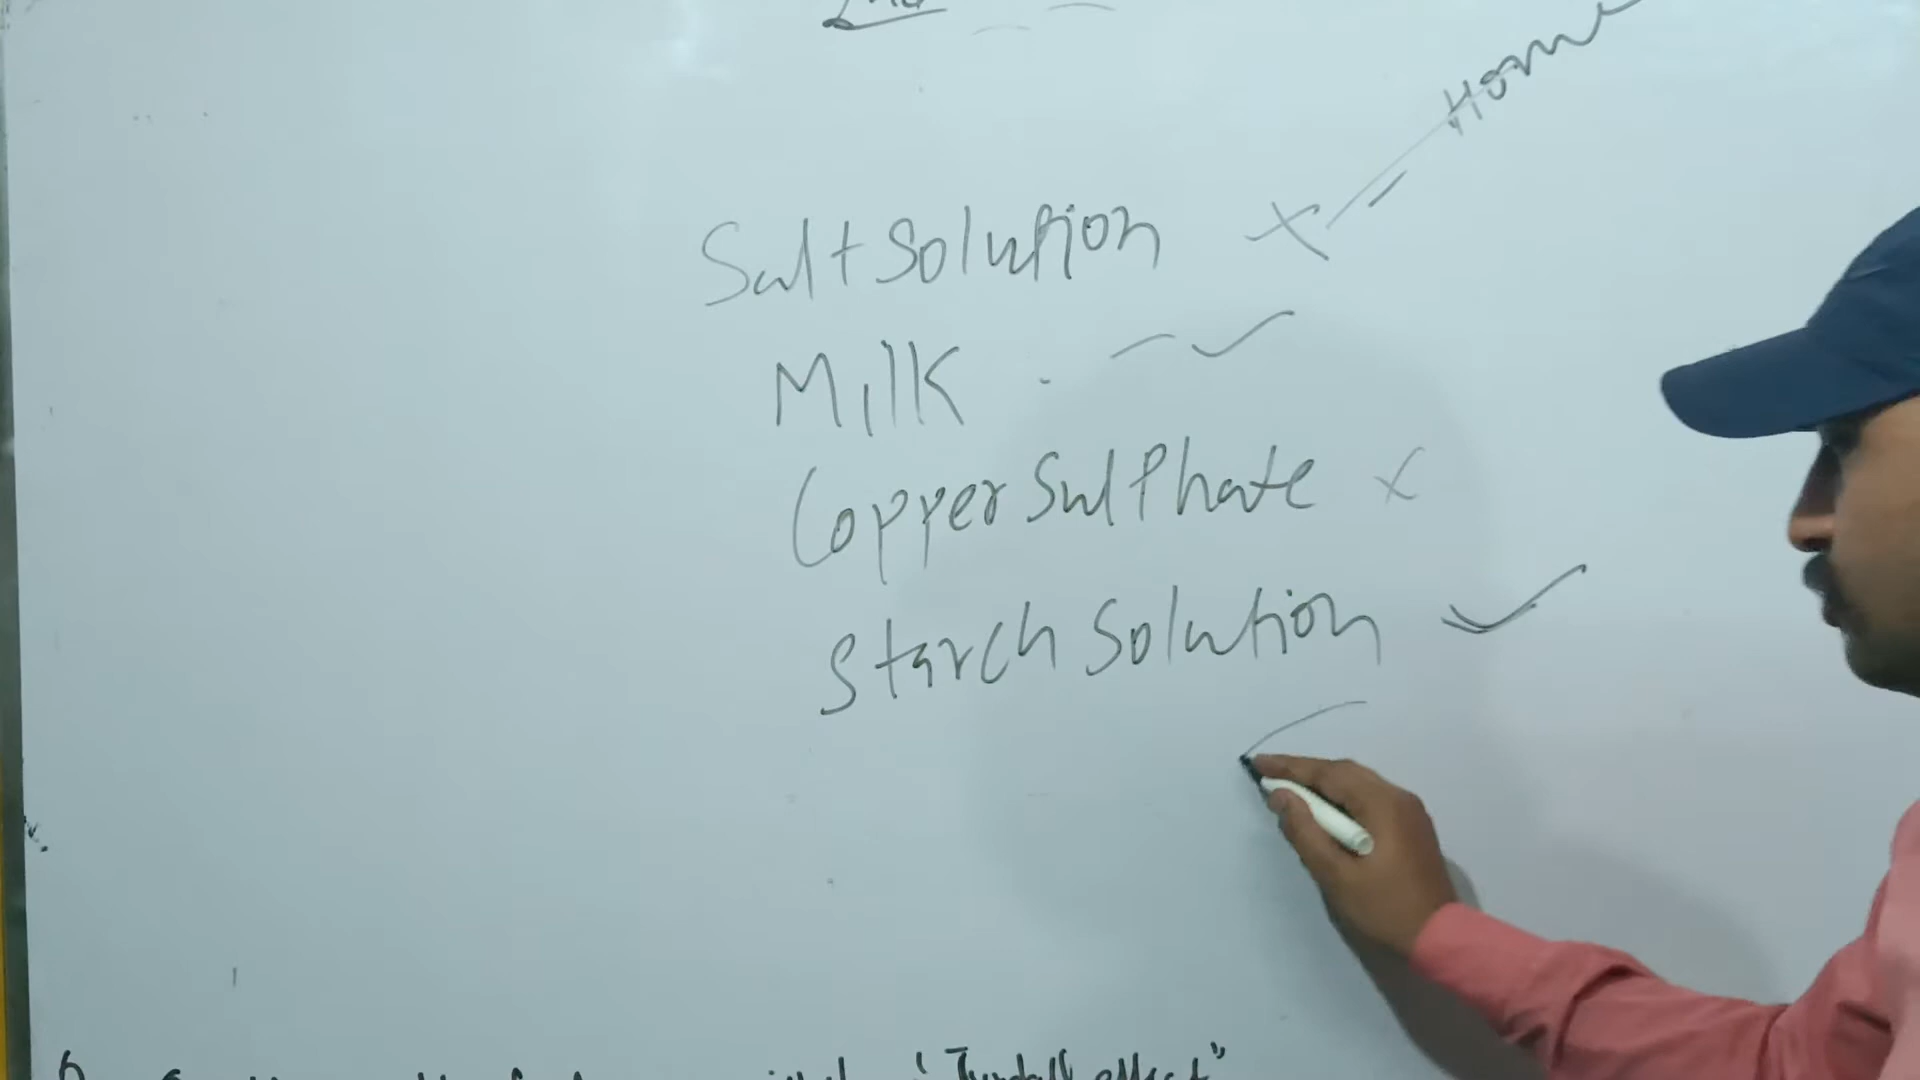 Home
Salt Solution ×
Milk ✓
Copper Sulphate ×
Starch Solution ✓
"Tyndall effect"